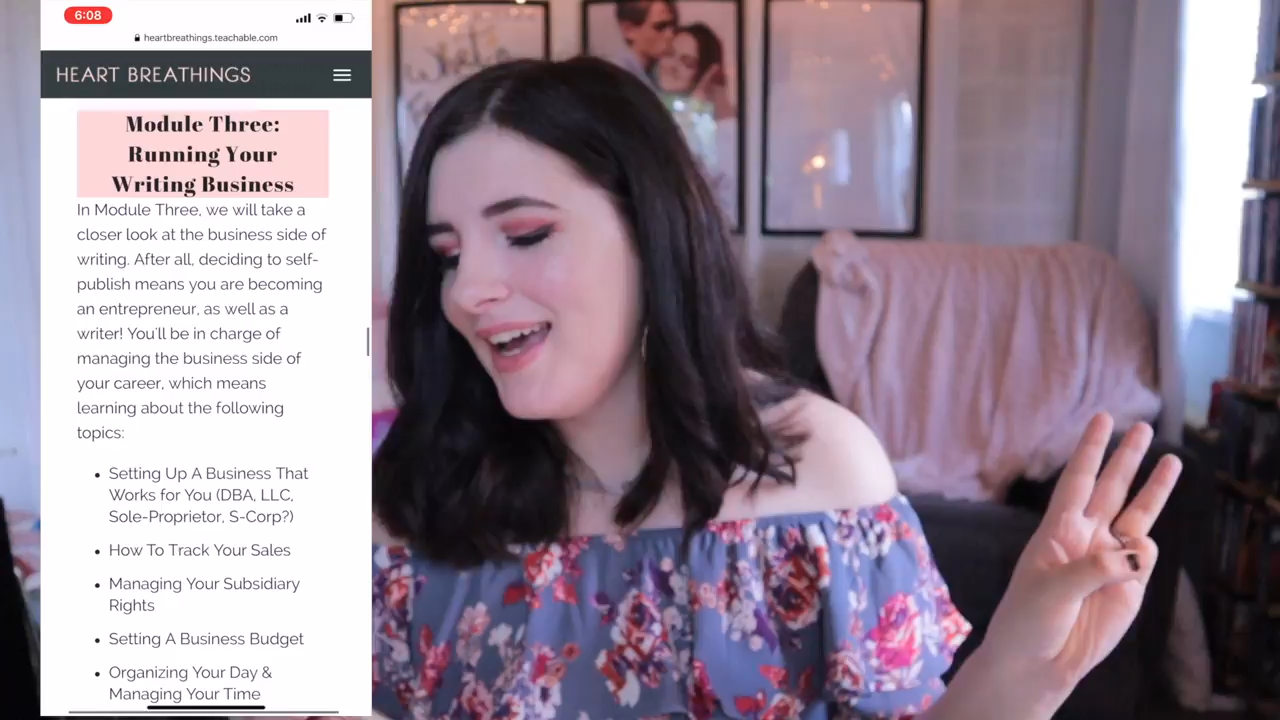 6:08
heartbreathings.teachable.com
HEART BREATHINGS
Module Three:
Running Your
Writing Business
In Module Three, we will take a
closer look at the business side of
writing. After all, deciding to self-
publish means you are becoming
an entrepreneur, as well as a
writer! You'll be in charge of
managing the business side of
your career, which means
learning about the following
topics:
• Setting Up A Business That
Works for You (DBA, LLC,
Sole-Proprietor, S-Corp?)
• How To Track Your Sales
• Managing Your Subsidiary
Rights
• Setting A Business Budget
• Organizing Your Day &
Managing Your Time